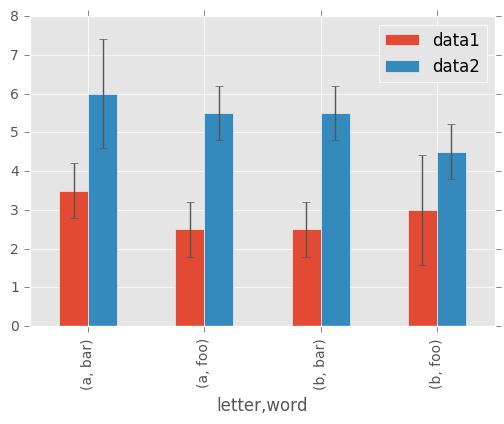 8
7
6
5
4
3
2
1
0
data1
data2
(a, bar)
(a, foo)
(b, bar)
(b, foo)
letter,word